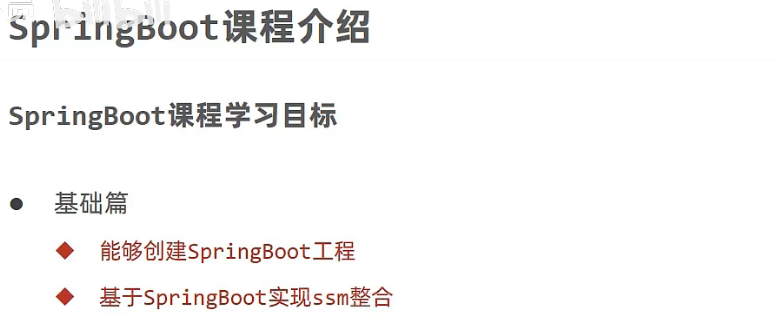 SpringBoot课程介绍
SpringBoot课程学习目标
● 基础篇
◆ 能够创建SpringBoot工程
◆ 基于SpringBoot实现ssm整合